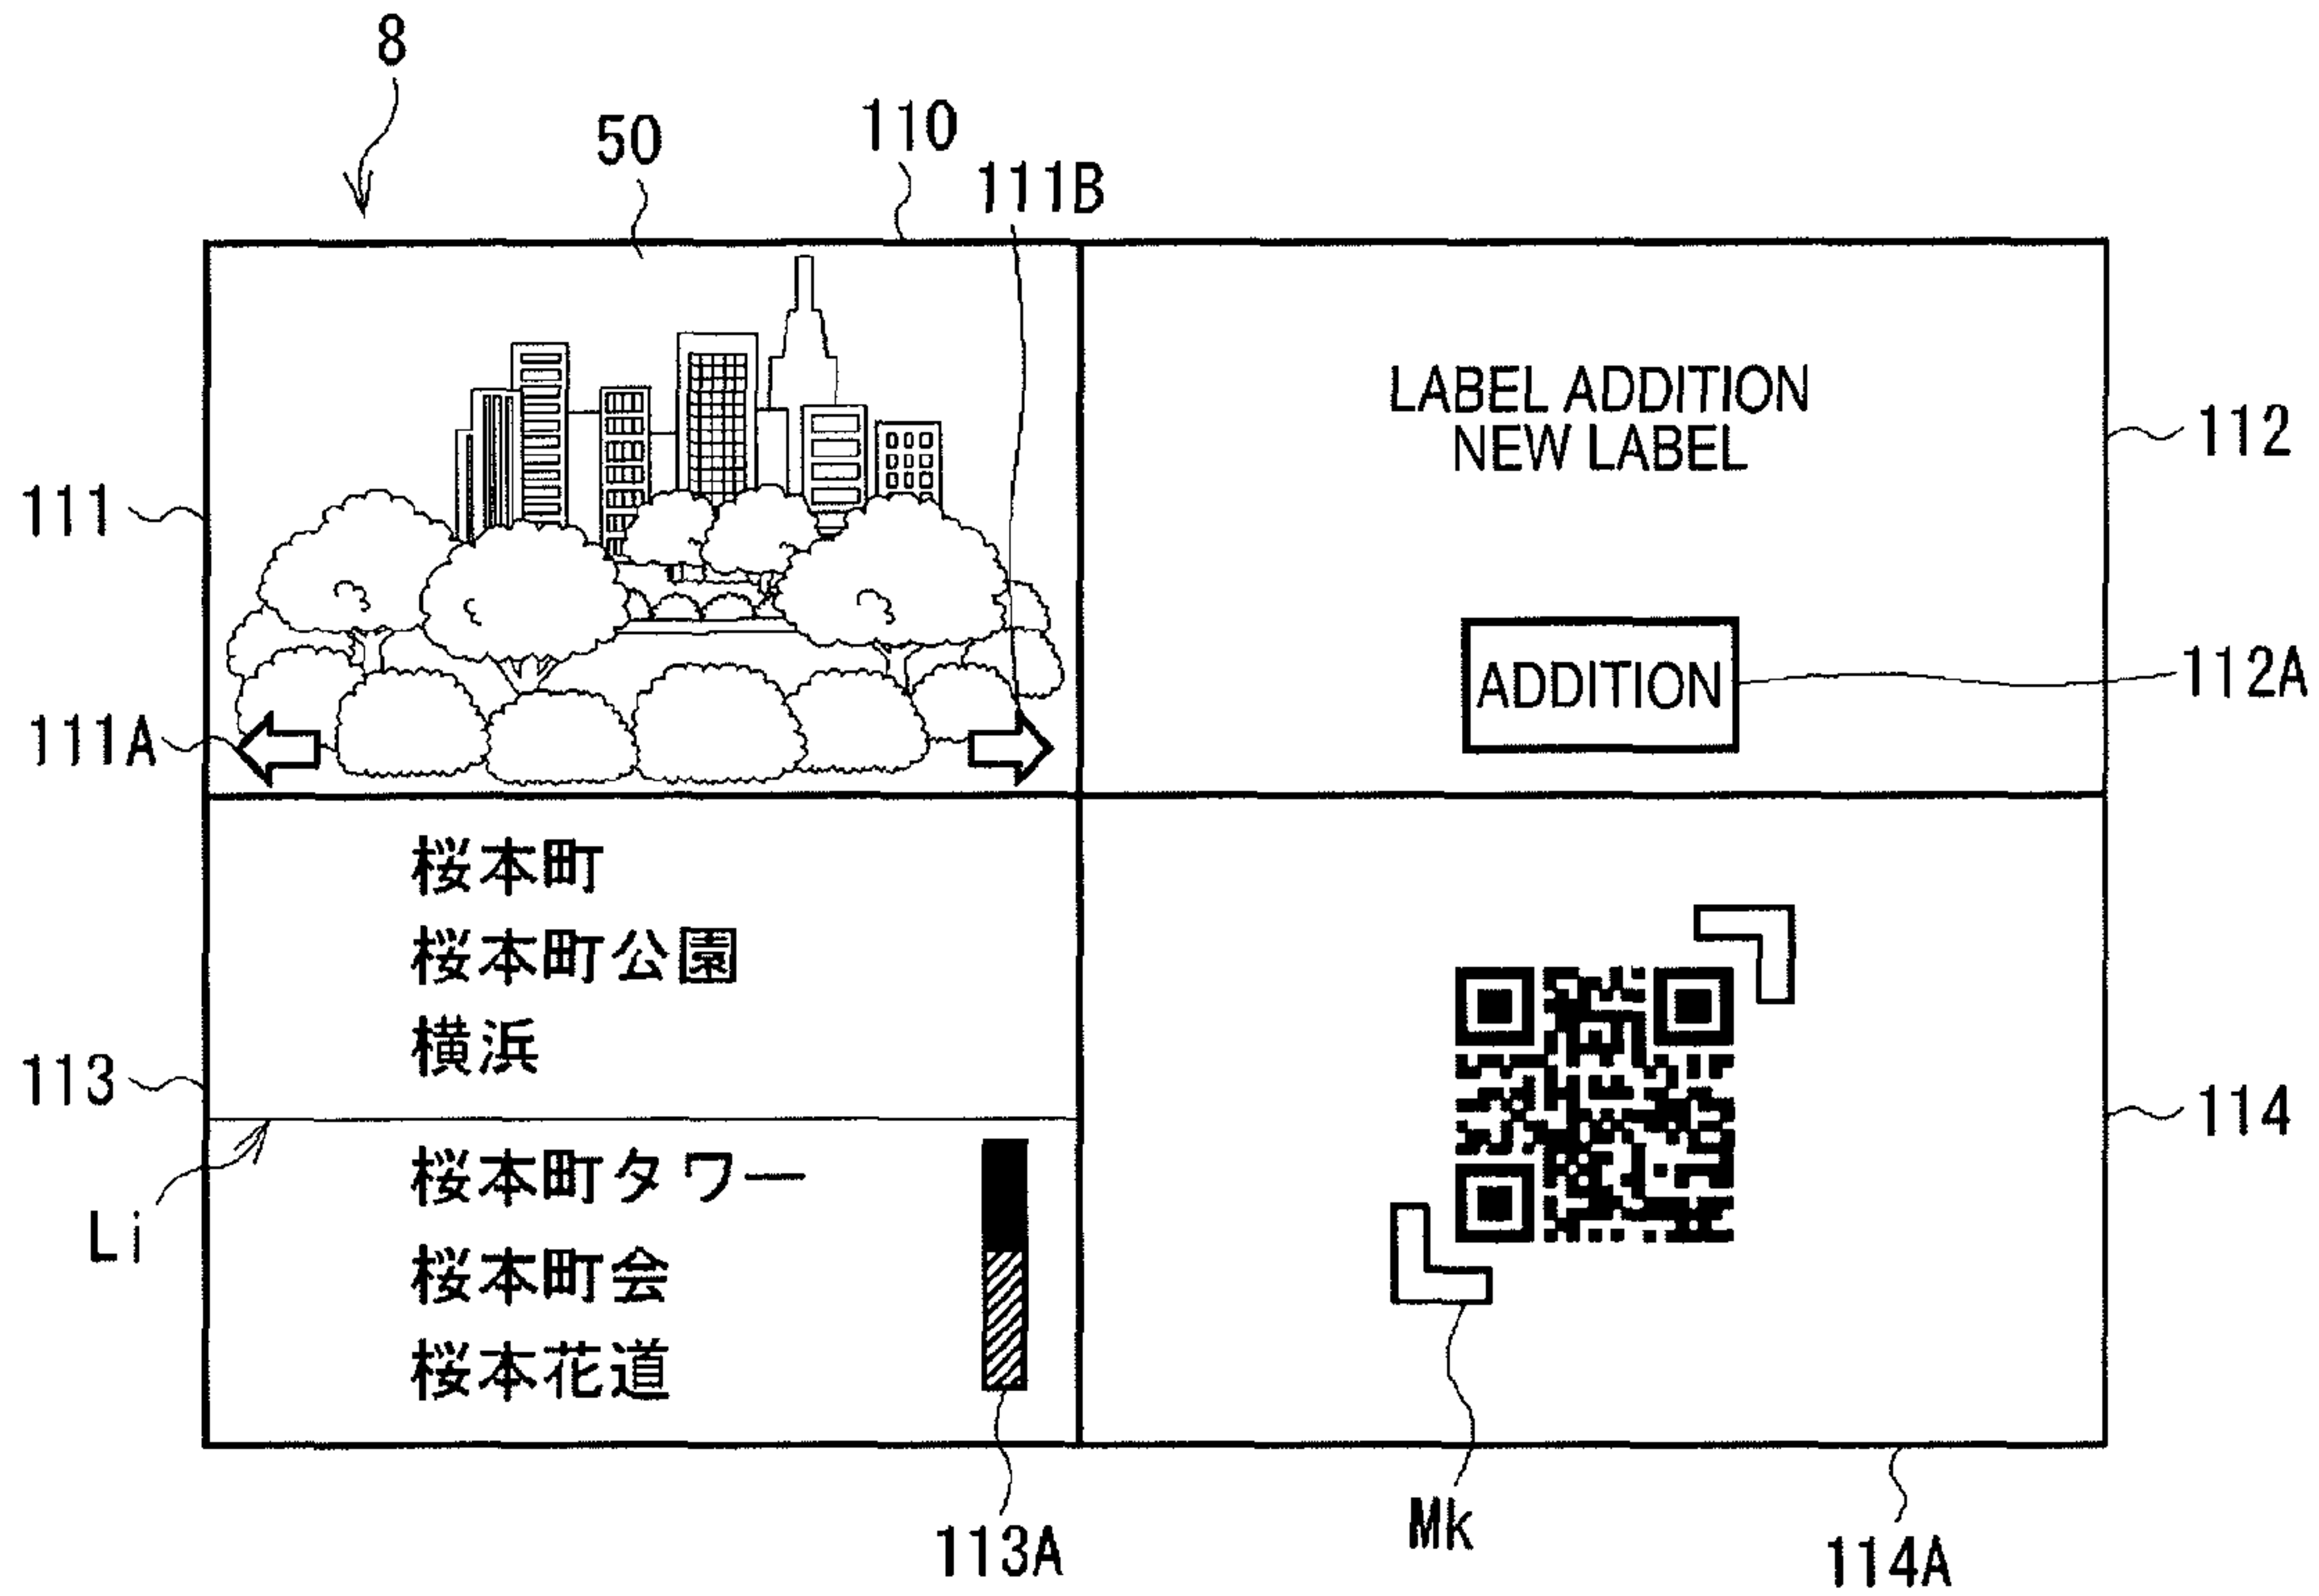 8
50
110
111B
LABEL ADDITION
NEW LABEL
112
111
ADDITION
112A
111A
桜本町
桜本町公園
横浜
113
114
Li
桜本町タワー
桜本町会
桜本花道
113A
Mk
114A